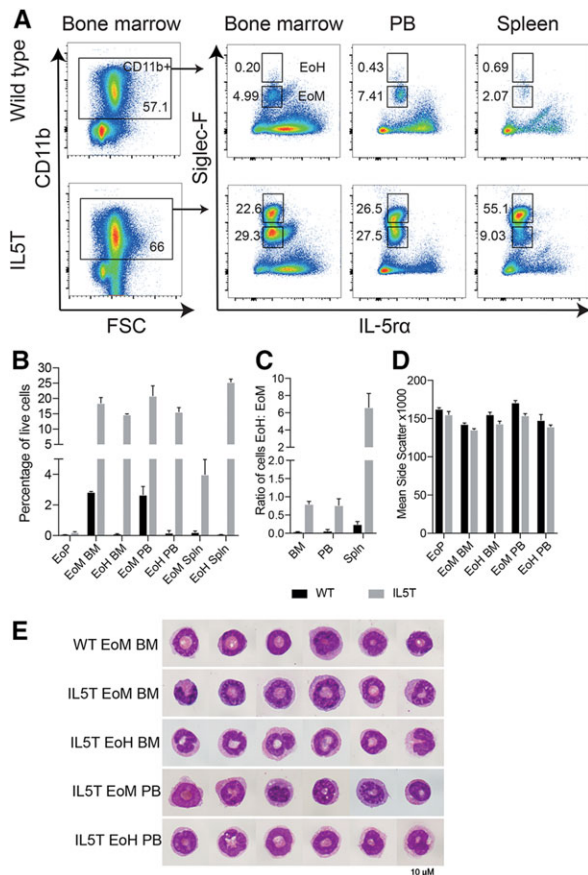 A
Bone marrow
Bone marrow
PB
Spleen
Wild type
CD11b+
57.1
0.20
EoH
4.99
EoM
0.43
7.41
0.69
2.07
CD11b
Siglec-F
IL5T
66
22.6
29.3
26.5
27.5
55.1
9.03
FSC
IL-5rα
B
Percentage of live cells
30
25
20
15
10
5
4
2
0
EoP
EoM BM
EoH BM
EoM PB
EoH PB
EoM Spln
EoH Spln
C
Ratio of cells EoH: EoM
10
8
6
4
2
1.0
0.5
0.0
BM
PB
Spln
D
Mean Side Scatter x1000
200
150
100
50
0
EoP
EoM BM
EoH BM
EoM PB
EoH PB
WT
IL5T
E
WT EoM BM
IL5T EoM BM
IL5T EoH BM
IL5T EoM PB
IL5T EoH PB
10 μM